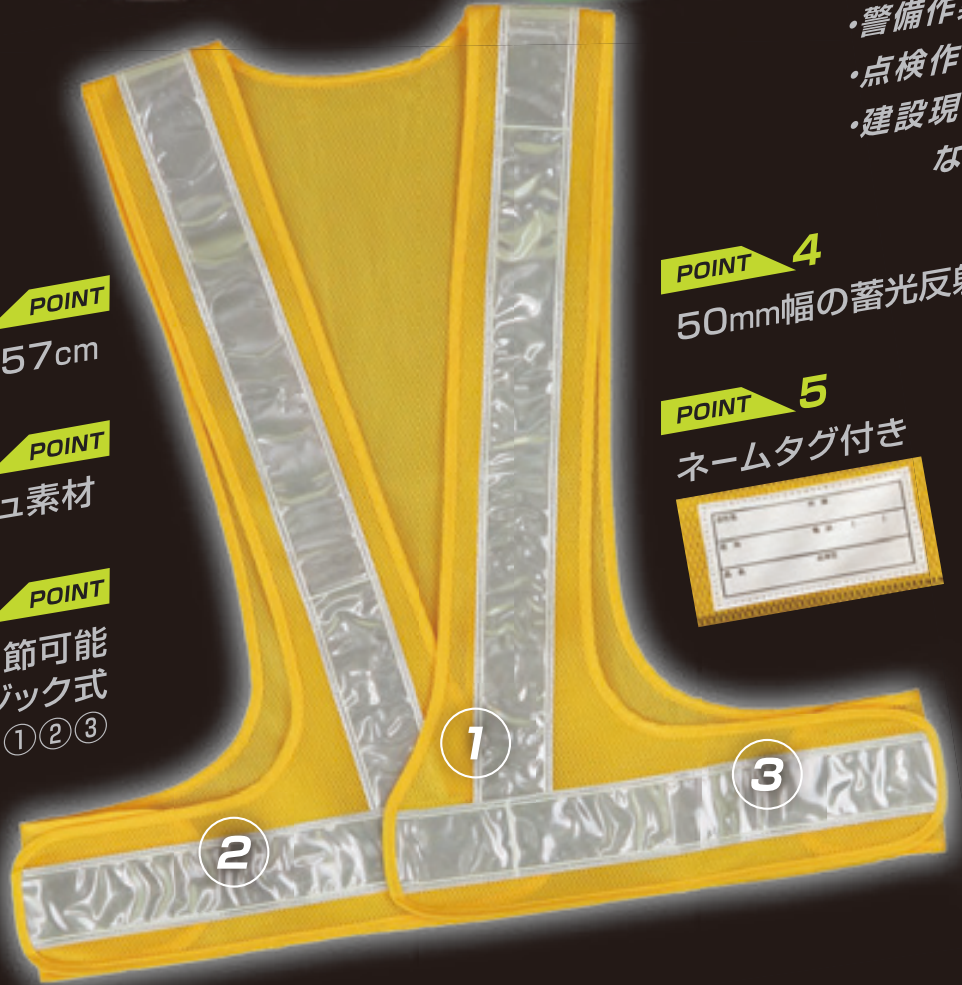 ・警備作
・点検作
・建設現
な
POINT
57cm
POINT
ュ素材
POINT
節可能
ジック式
①②③
POINT 4
50mm幅の蓄光反射
POINT 5
ネームタグ付き
1
2
3